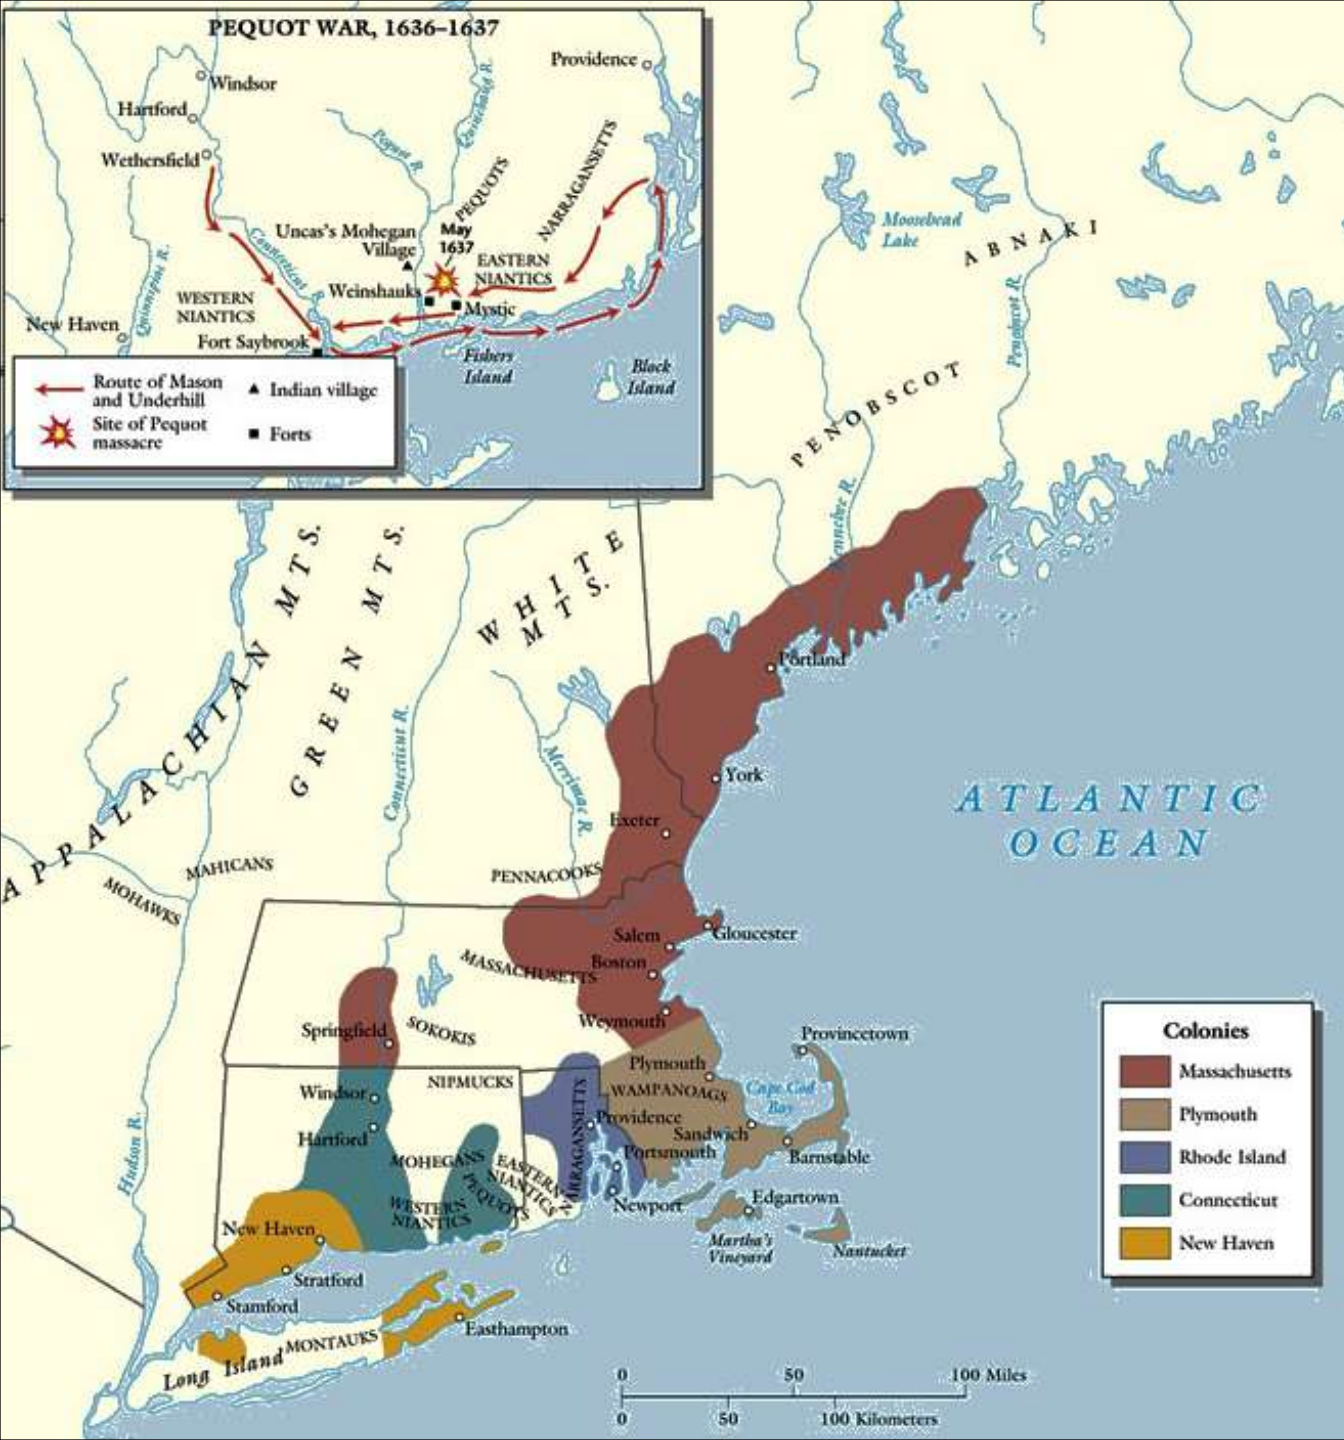 PEQUOT WAR, 1636–1637
Providence
Windsor
Hartford
Wethersfield
Pequot R.
Quinebaug R.
PEQUOTS
NARRAGANSETTS
Uncas's Mohegan
Village
May
1637
EASTERN
NIANTICS
Connecticut R.
Quinnipiac R.
WESTERN
NIANTICS
Weinshauks
Mystic
New Haven
Fort Saybrook
Fishers
Island
Block
Island
Route of Mason
and Underhill
Indian village
Site of Pequot
massacre
Forts
Moosehead
Lake
ABNAKI
Penobscot R.
PENOBSCOT
Kennebec R.
APPALACHIAN MTS.
GREEN MTS.
WHITE
MTS.
Connecticut R.
Merrimac R.
Portland
York
Exeter
ATLANTIC
OCEAN
MAHICANS
MOHAWKS
PENNACOOKS
Salem
Gloucester
MASSACHUSETTS
Boston
Springfield
SOKOKIS
Weymouth
Provincetown
Plymouth
Cape Cod
Bay
NIPMUCKS
WAMPANOAGS
Windsor
Hartford
NARRAGANSETTS
Providence
Sandwich
Portsmouth
Barnstable
MOHEGANS
EASTERN
NIANTICS
PEQUOTS
WESTERN
NIANTICS
Hudson R.
Newport
Edgartown
Martha's
Vineyard
Nantucket
New Haven
Stratford
Stamford
Easthampton
MONTAUKS
Long Island
Colonies
Massachusetts
Plymouth
Rhode Island
Connecticut
New Haven
0 50 100 Miles
0 50 100 Kilometers